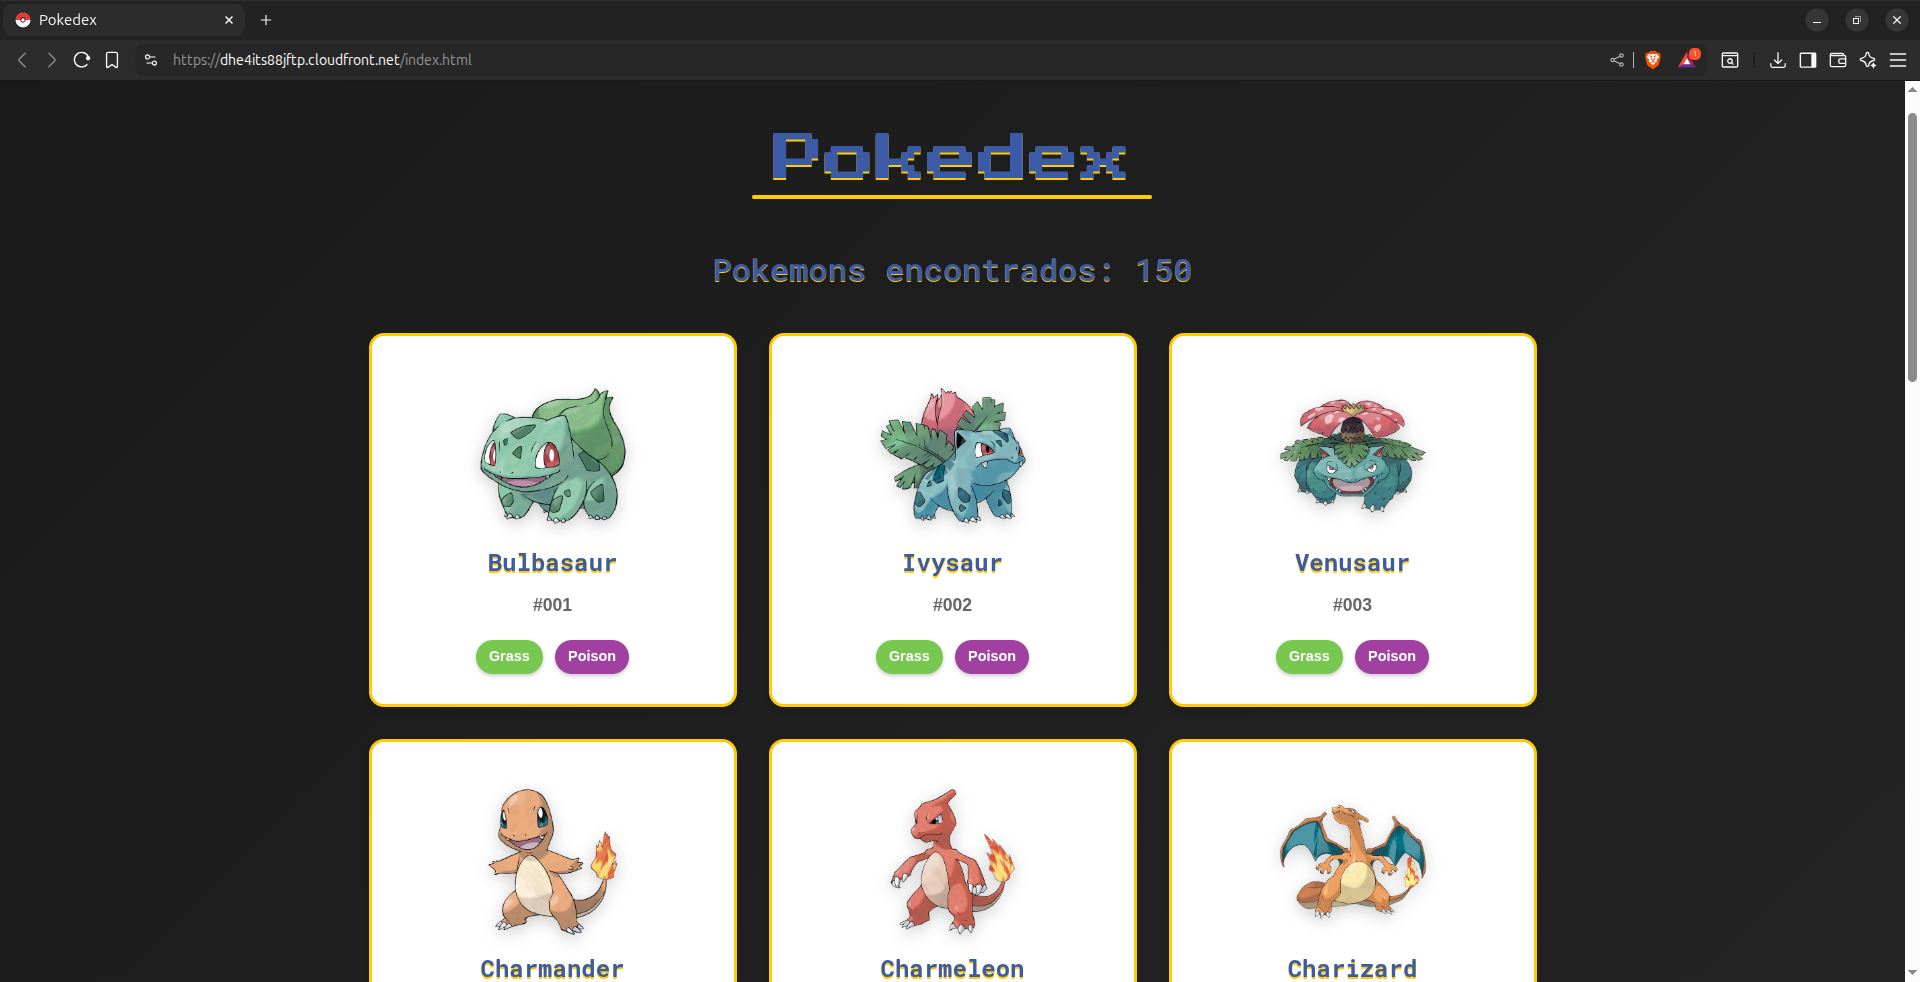 Pokedex
https://dhe4its88jftp.cloudfront.net/index.html
1
Pokedex
Pokemons encontrados: 150
Bulbasaur
#001
Grass Poison
Ivysaur
#002
Grass Poison
Venusaur
#003
Grass Poison
Charmander
Charmeleon
Charizard